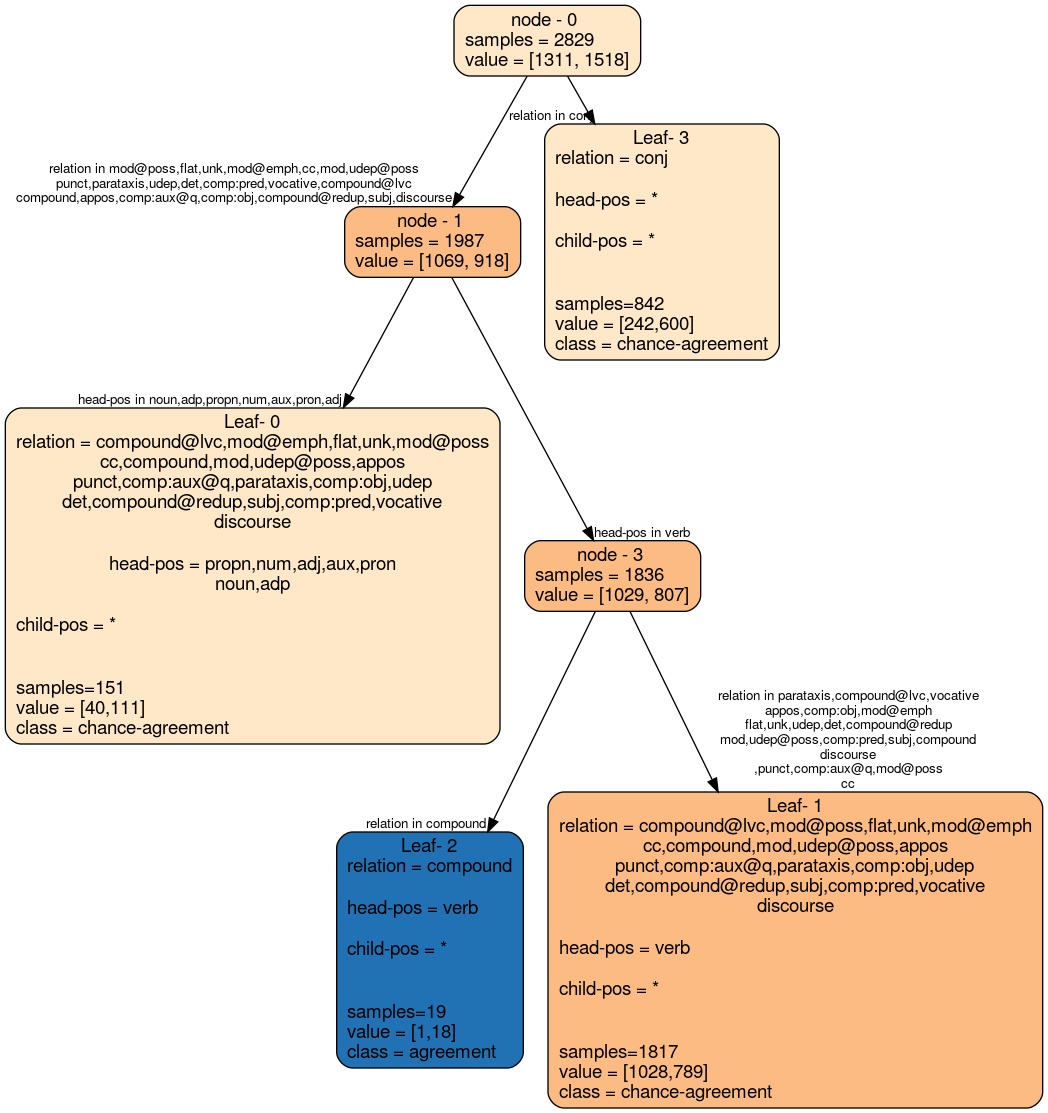 node - 0
samples = 2829
value = [1311, 1518]
relation in con
Leaf- 3
relation = conj
head-pos = *
child-pos = *
samples=842
value = [242,600]
class = chance-agreement
relation in mod@poss,flat,unk,mod@emph,cc,mod,udep@poss
punct,parataxis,udep,det,comp:pred,vocative,compound@lvc
compound,appos,comp:aux@q,comp:obj,compound@redup,subj,discourse
node - 1
samples = 1987
value = [1069, 918]
head-pos in noun,adp,propn,num,aux,pron,adj
Leaf- 0
relation = compound@lvc,mod@emph,flat,unk,mod@poss
cc,compound,mod,udep@poss,appos
punct,comp:aux@q,parataxis,comp:obj,udep
det,compound@redup,subj,comp:pred,vocative
discourse
head-pos = propn,num,adj,aux,pron
noun,adp
child-pos = *
samples=151
value = [40,111]
class = chance-agreement
head-pos in verb
node - 3
samples = 1836
value = [1029, 807]
relation in compound
Leaf- 2
relation = compound
head-pos = verb
child-pos = *
samples=19
value = [1,18]
class = agreement
relation in parataxis,compound@lvc,vocative
appos,comp:obj,mod@emph
flat,unk,udep,det,compound@redup
mod,udep@poss,comp:pred,subj,compound
discourse
,punct,comp:aux@q,mod@poss
cc
Leaf- 1
relation = compound@lvc,mod@poss,flat,unk,mod@emph
cc,compound,mod,udep@poss,appos
punct,comp:aux@q,parataxis,comp:obj,udep
det,compound@redup,subj,comp:pred,vocative
discourse
head-pos = verb
child-pos = *
samples=1817
value = [1028,789]
class = chance-agreement